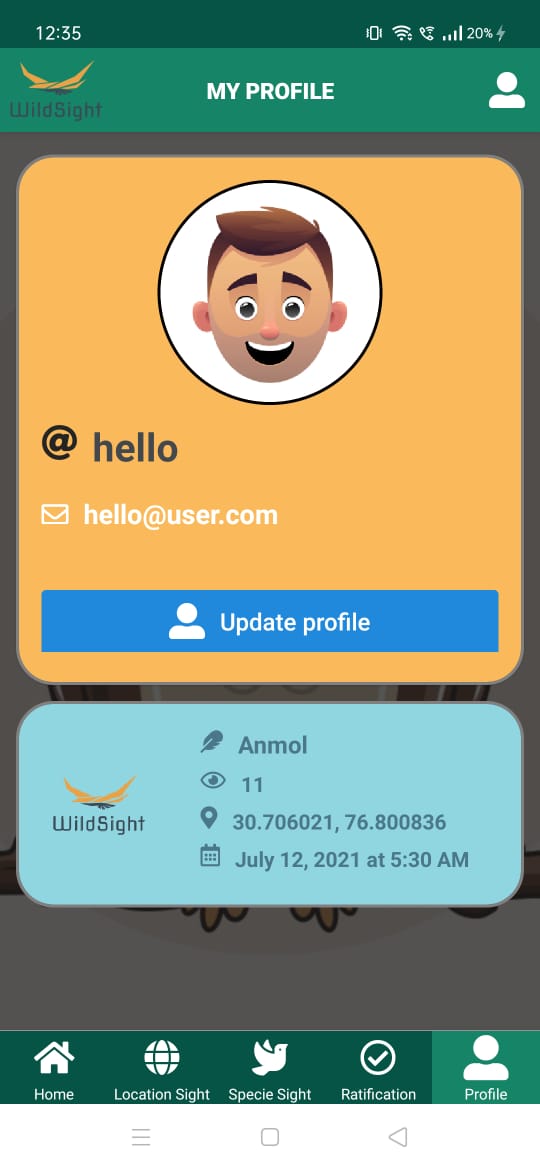 12:35
20%
WildSight
MY PROFILE
@ hello
hello@user.com
Update profile
WildSight
Anmol
11
30.706021, 76.800836
July 12, 2021 at 5:30 AM
Home
Location Sight
Specie Sight
Ratification
Profile